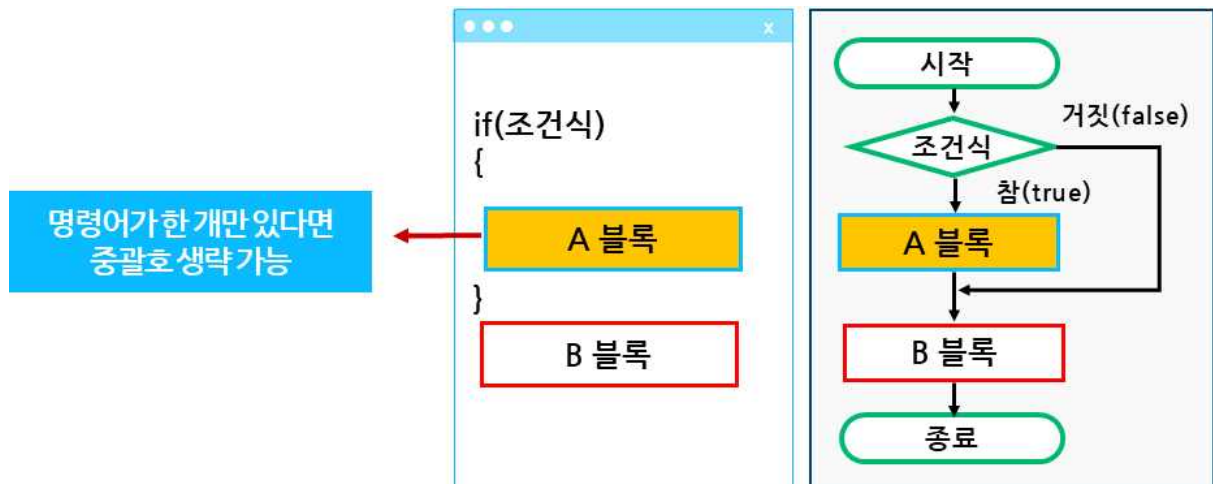 명령어가 한 개만 있다면
중괄호 생략 가능
x
if(조건식)
{
A 블록
}
B 블록
시작
조건식
거짓(false)
참(true)
A 블록
B 블록
종료